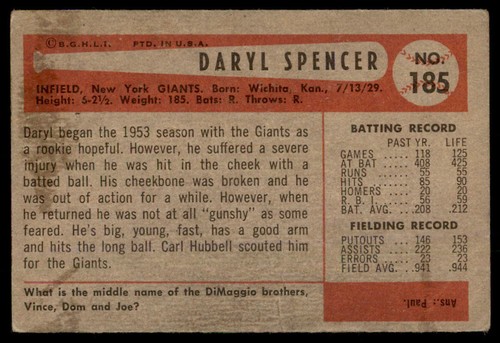 © B.G.H.L.I. PTD. IN U.S.A.
DARYL SPENCER
NO.
185
INFIELD, New York GIANTS. Born: Wichita, Kan., 7/13/29.
Height: 6-2½. Weight: 185. Bats: R. Throws: R.
Daryl began the 1953 season with the Giants as
a rookie hopeful. However, he suffered a severe
injury when he was hit in the cheek with a
batted ball. His cheekbone was broken and he
was out of action for a while. However, when
he returned he was not at all "gunshy" as some
feared. He's big, young, fast, has a good arm
and hits the long ball. Carl Hubbell scouted him
for the Giants.
BATTING RECORD
PAST YR. LIFE
GAMES ..... 118 125
AT BAT ..... 408 425
RUNS ..... 55 55
HITS ..... 85 90
HOMERS .... 20 20
R. B. I. ..... 56 59
BAT. AVG. ... .208 .212
FIELDING RECORD
PUTOUTS ... 146 153
ASSISTS .... 222 236
ERRORS .... 23 23
FIELD AVG. .. .941 .944
What is the middle name of the DiMaggio brothers,
Vince, Dom and Joe?
Ans.: Paul.